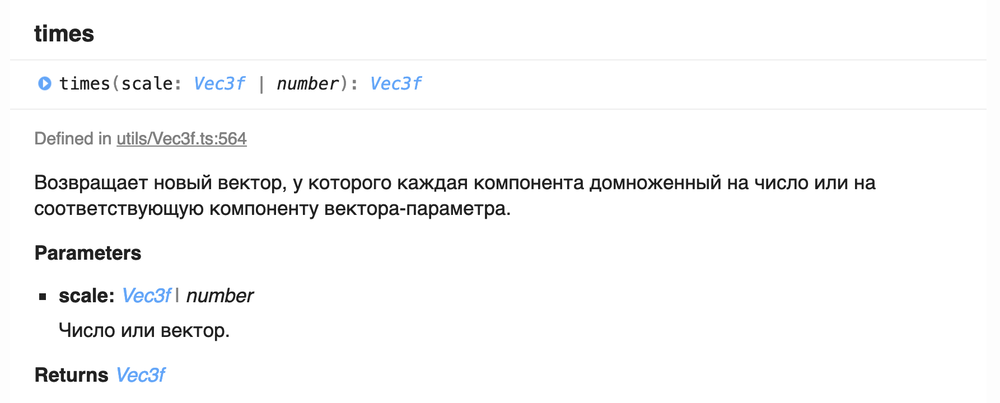 times
times(scale: Vec3f | number): Vec3f
Defined in utils/Vec3f.ts:564
Возвращает новый вектор, у которого каждая компонента домноженный на число или на
соответствующую компоненту вектора-параметра.
Parameters
scale: Vec3f | number
Число или вектор.
Returns Vec3f